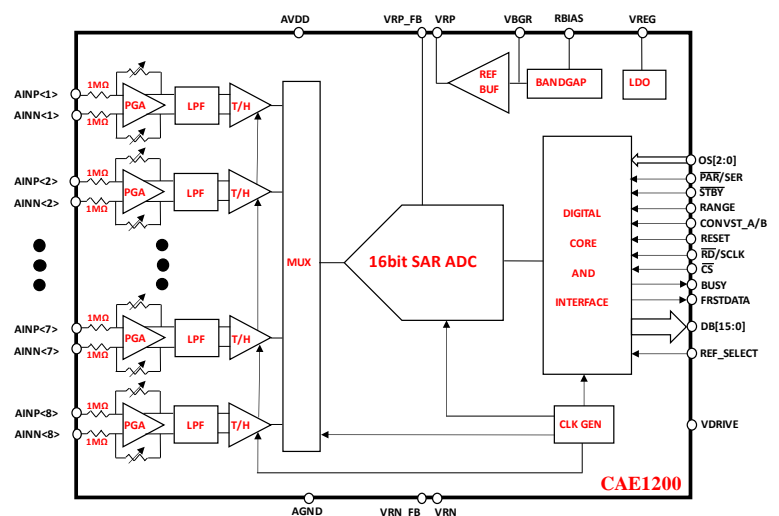 AVDD VRP_FB VRP VBGR RBIAS VREG
AINP<1>
AINN<1>
1MΩ
1MΩ
PGA
LPF
T/H
REF
BUF
BANDGAP
LDO
AINP<2>
AINN<2>
1MΩ
1MΩ
PGA
LPF
T/H
MUX
16bit SAR ADC
DIGITAL
CORE
AND
INTERFACE
OS[2:0]
PAR/SER
STBY
RANGE
CONVST_A/B
RESET
RD/SCLK
CS
BUSY
FRSTDATA
DB[15:0]
REF_SELECT
VDRIVE
AINP<7>
AINN<7>
1MΩ
1MΩ
PGA
LPF
T/H
AINP<8>
AINN<8>
1MΩ
1MΩ
PGA
LPF
T/H
CLK GEN
CAE1200
AGND VRN_FB VRN